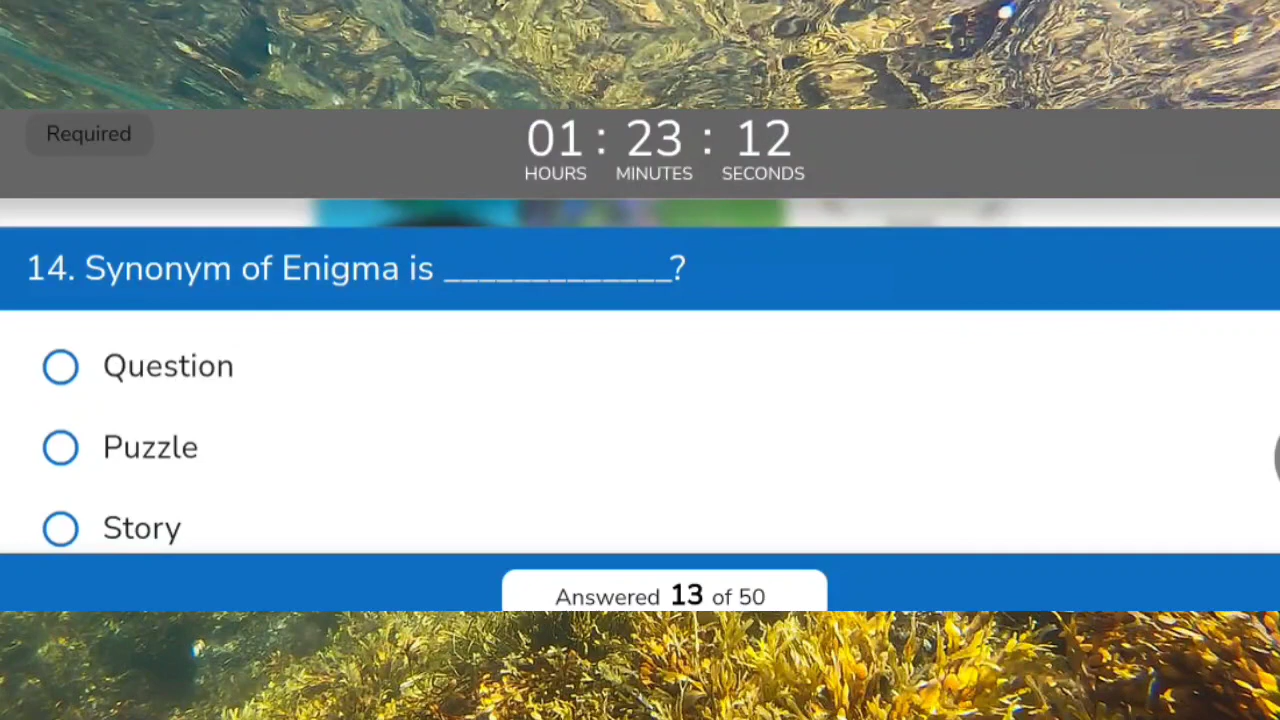 Required
01 : 23 : 12
HOURS MINUTES SECONDS
14. Synonym of Enigma is _____________?
Question
Puzzle
Story
Answered 13 of 50